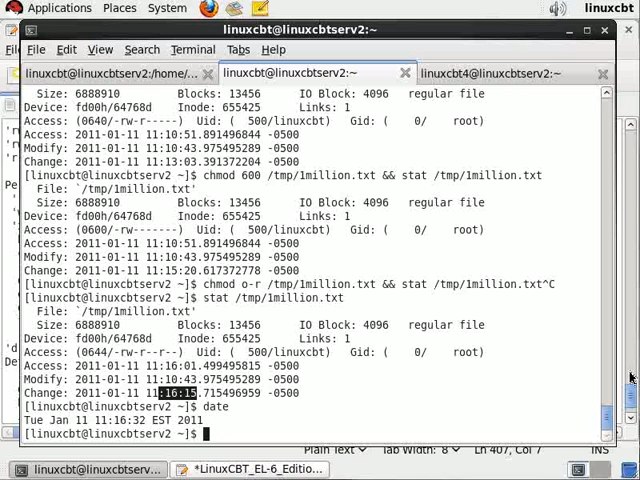 Applications Places System linuxcbt
linuxcbt@linuxcbtserv2:~
File Edit View Search Terminal Tabs Help
linuxcbt@linuxcbtserv2:/home/... linuxcbt@linuxcbtserv2:~ linuxcbt4@linuxcbtserv2:~
Size: 6888910 Blocks: 13456 IO Block: 4096 regular file
Device: fd00h/64768d Inode: 655425 Links: 1
Access: (0640/-rw-r-----) Uid: ( 500/linuxcbt) Gid: ( 0/ root)
Access: 2011-01-11 11:10:51.891496844 -0500
Modify: 2011-01-11 11:10:43.975495289 -0500
Change: 2011-01-11 11:13:03.391372204 -0500
[linuxcbt@linuxcbtserv2 ~]$ chmod 600 /tmp/1million.txt && stat /tmp/1million.txt
File: `/tmp/1million.txt'
Size: 6888910 Blocks: 13456 IO Block: 4096 regular file
Device: fd00h/64768d Inode: 655425 Links: 1
Access: (0600/-rw-------) Uid: ( 500/linuxcbt) Gid: ( 0/ root)
Access: 2011-01-11 11:10:51.891496844 -0500
Modify: 2011-01-11 11:10:43.975495289 -0500
Change: 2011-01-11 11:15:20.617372778 -0500
[linuxcbt@linuxcbtserv2 ~]$ chmod o-r /tmp/1million.txt && stat /tmp/1million.txt^C
[linuxcbt@linuxcbtserv2 ~]$ stat /tmp/1million.txt
File: `/tmp/1million.txt'
Size: 6888910 Blocks: 13456 IO Block: 4096 regular file
Device: fd00h/64768d Inode: 655425 Links: 1
Access: (0644/-rw-r--r--) Uid: ( 500/linuxcbt) Gid: ( 0/ root)
Access: 2011-01-11 11:16:01.499495815 -0500
Modify: 2011-01-11 11:10:43.975495289 -0500
Change: 2011-01-11 11:16:15.715496959 -0500
[linuxcbt@linuxcbtserv2 ~]$ date
Tue Jan 11 11:16:32 EST 2011
[linuxcbt@linuxcbtserv2 ~]$
Plain Text Tab Width: 8 Ln 407, Col 7 INS
linuxcbt@linuxcbtserv... *LinuxCBT_EL-6_Editio...